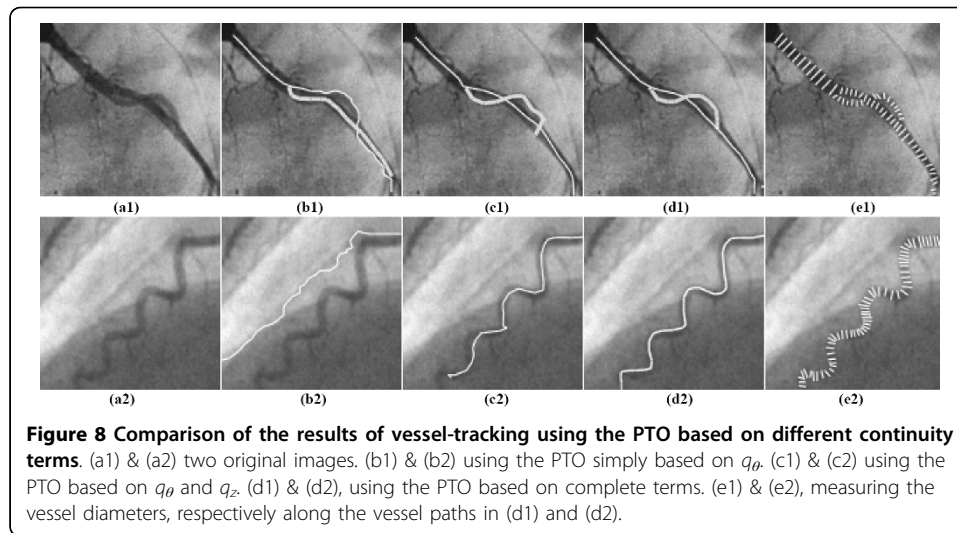 (a1) (b1) (c1) (d1) (e1)
(a2) (b2) (c2) (d2) (e2)
Figure 8 Comparison of the results of vessel-tracking using the PTO based on different continuity
terms. (a1) & (a2) two original images. (b1) & (b2) using the PTO simply based on qθ. (c1) & (c2) using the
PTO based on qθ and qz. (d1) & (d2), using the PTO based on complete terms. (e1) & (e2), measuring the
vessel diameters, respectively along the vessel paths in (d1) and (d2).